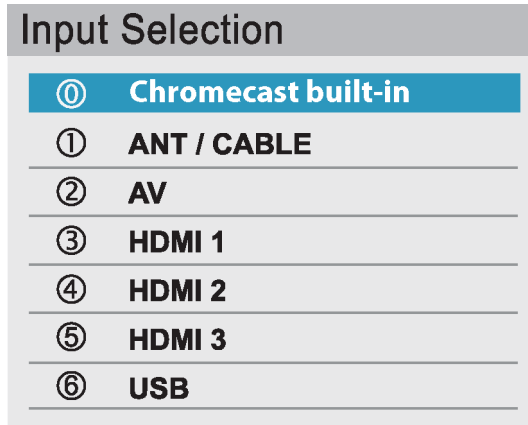 Input Selection
⓪ Chromecast built-in
① ANT / CABLE
② AV
③ HDMI 1
④ HDMI 2
⑤ HDMI 3
⑥ USB